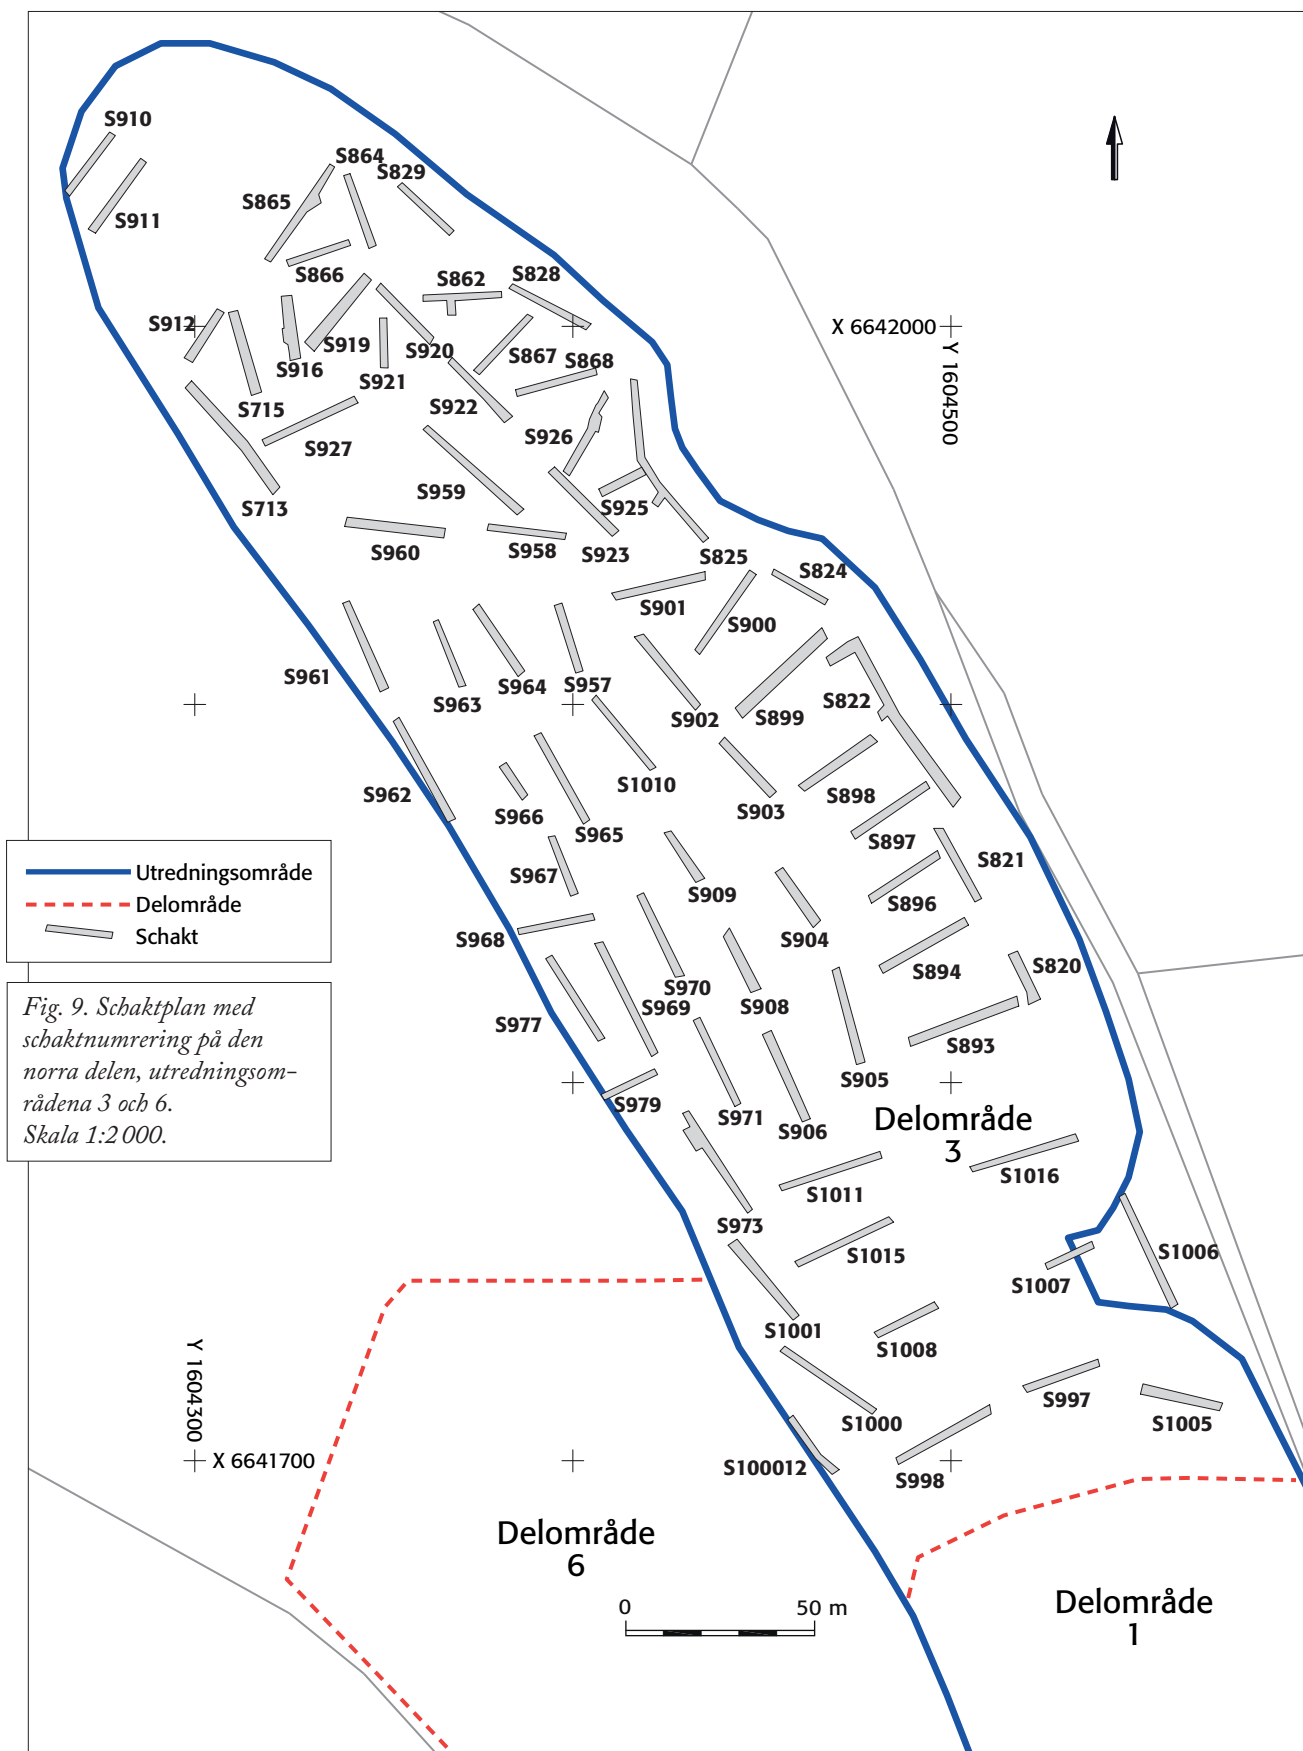 S910
S864
S829
S865
S911
S866
S862
S828
S912
X 6642000
S919
S920
S867
S916
S868
S921
Y 1604500
S715
S922
S926
S927
S959
S925
S713
S960
S958
S923
S825
S824
S901
S900
S961
S963
S964
S957
S822
S902
S899
S1010
S962
S966
S903
S898
S965
S897
Utredningsområde
S967
S821
S909
Delområde
S896
Schakt
S968
S904
S894
S820
S970
Fig. 9. Schaktplan med
schaktnumrering på den
norra delen, utredningsom-
rådena 3 och 6.
Skala 1:2 000.
S969
S908
S977
S893
S905
S979
S971
S906
Delområde
3
S1016
S1011
S973
S1015
S1006
S1007
S1001
S1008
Y 1604300
S997
S1000
S1005
X 6641700
S100012
S998
Delområde
6
Delområde
1
0 50 m